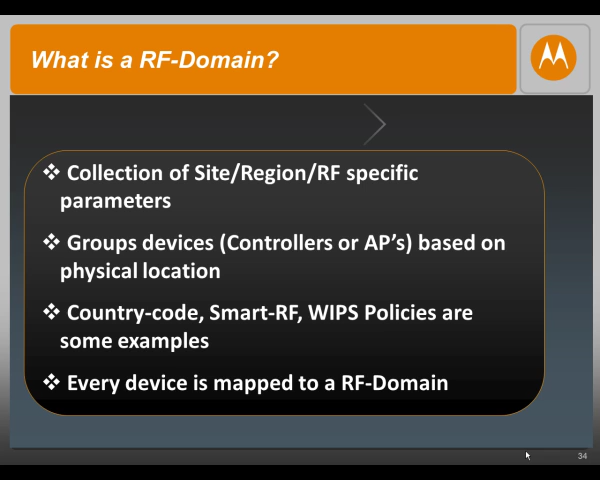 What is a RF-Domain?
❖ Collection of Site/Region/RF specific
parameters
❖ Groups devices (Controllers or AP’s) based on
physical location
❖ Country-code, Smart-RF, WIPS Policies are
some examples
❖ Every device is mapped to a RF-Domain
34